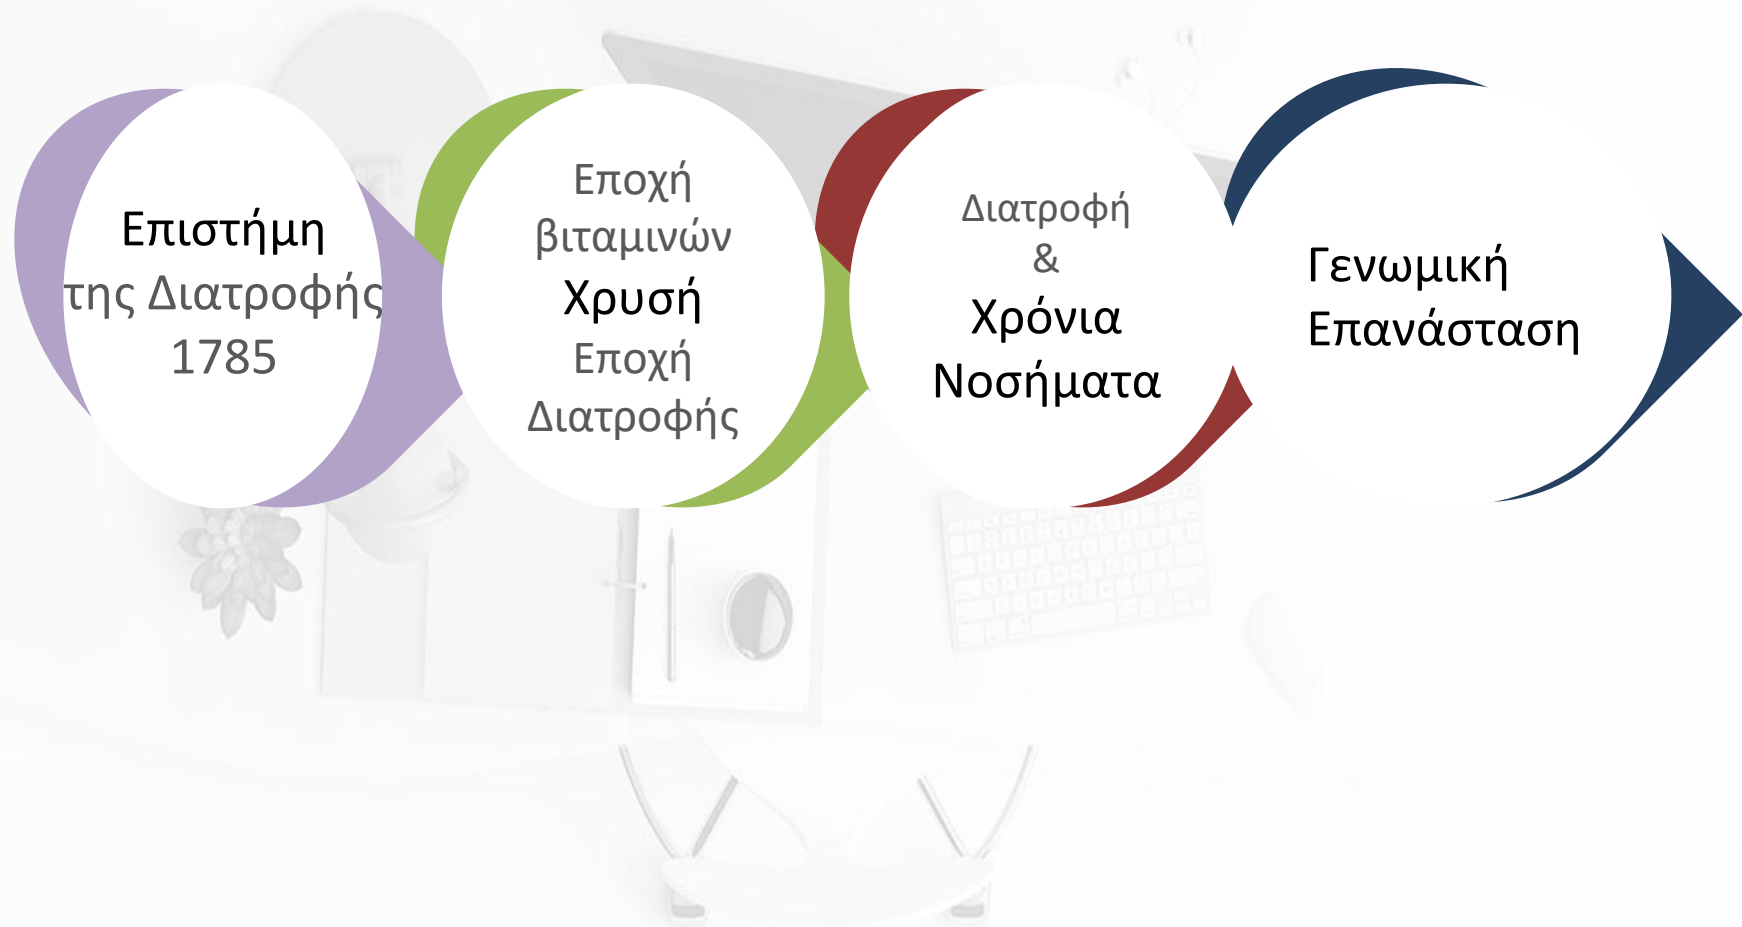 Επιστήμη
της Διατροφής
1785
Εποχή
βιταμινών
Χρυσή
Εποχή
Διατροφής
Διατροφή
&
Χρόνια
Νοσήματα
Γενωμική
Επανάσταση